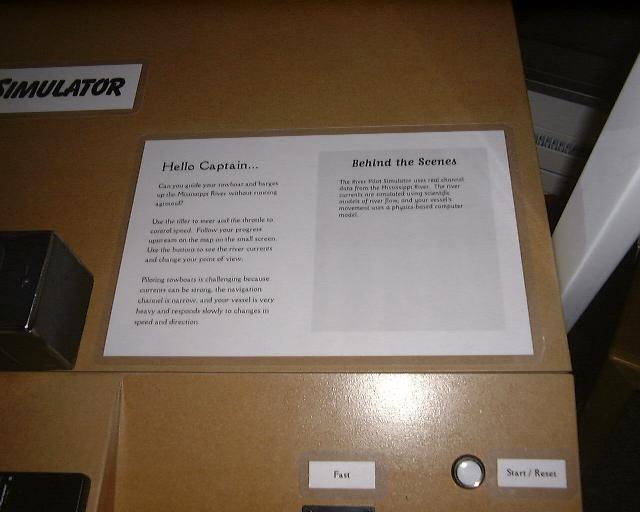 SIMULATOR
Hello Captain...
Can you guide your towboat and barges
up the Mississippi River without running
aground?
Use the tiller to steer and the throttle to
control speed. Follow your progress
upstream on the map on the small screen.
Use the buttons to see the river currents
and change your point of view.
Piloting towboats is challenging because
currents can be strong, the navigation
channel is narrow, and your vessel is very
heavy and responds slowly to changes in
speed and direction.
Behind the Scenes
The River Pilot Simulator uses real channel
data from the Mississippi River. The river
currents are simulated using scientific
models of river flow, and your vessel's
movement uses a physics-based computer
model.
Fast
Start / Reset